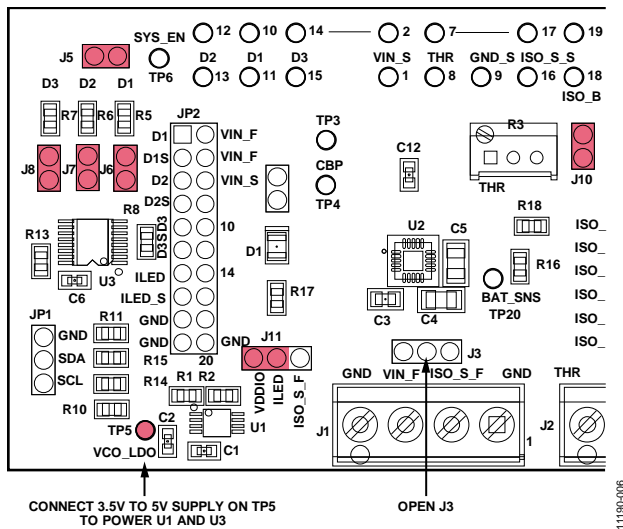 12 10 14 2 7 17 19
SYS_EN
J5
D2 D1 D3 VIN_S THR GND_S ISO_S_S
TP6
13 11 15 1 8 9 16 18
ISO_B
D3 D2 D1
JP2
R7 R6 R5
TP3
R3
C12
D1 VIN_F
D1S VIN_F
CBP
J8 J7 J6
D2 VIN_S
TP4
THR
J10
D2S
R8
R18
D3 10
U2 C5
ISO_
R13
D3S
D1
ISO_
U3
ILED 14
R16
ISO_
C6
ILED_S
R17
BAT_SNS
ISO_
JP1
TP20
C3 C4
GND R11 GND
ISO_
SDA
GND GND
J11
J3
ISO_
R15 20
SCL R14
R1 R2
VDDIO
ILED
ISO_S_F
GND VIN_F ISO_S_F GND THR
R10
C2
U1
J1
1
J2
TP5
VCO_LDO
C1
CONNECT 3.5V TO 5V SUPPLY ON TP5
TO POWER U1 AND U3
OPEN J3
11190-006